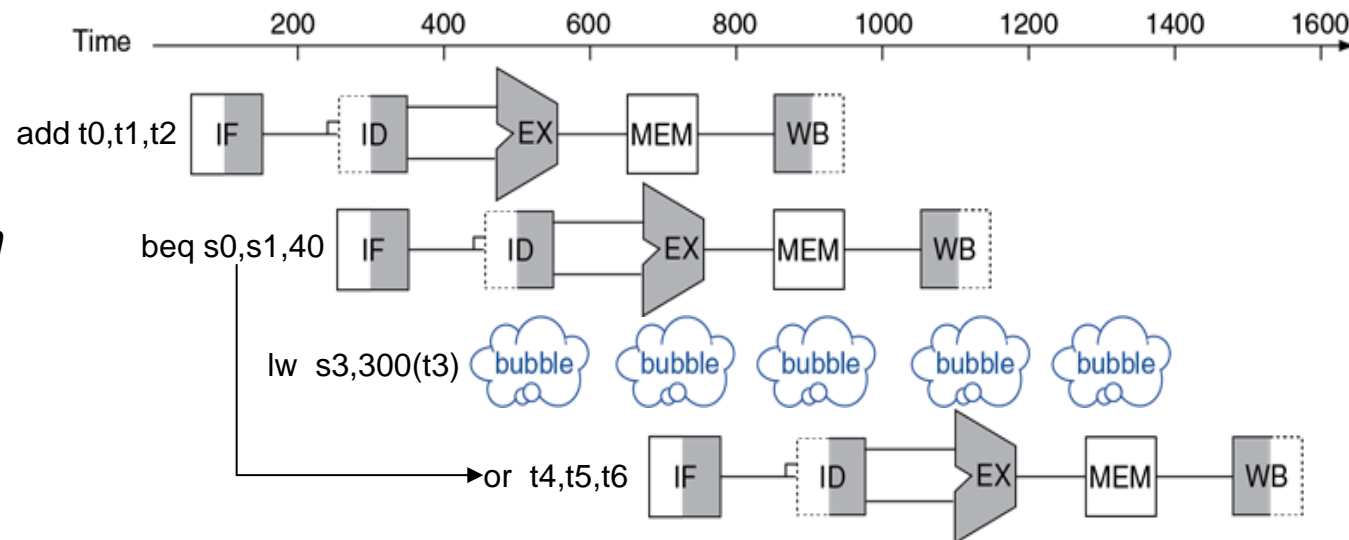 200 400 600 800 1000 1200 1400 1600
Time
add t0,t1,t2 IF ID EX MEM WB
beq s0,s1,40 IF ID EX MEM WB
lw s3,300(t3) bubble bubble bubble bubble bubble
or t4,t5,t6 IF ID EX MEM WB